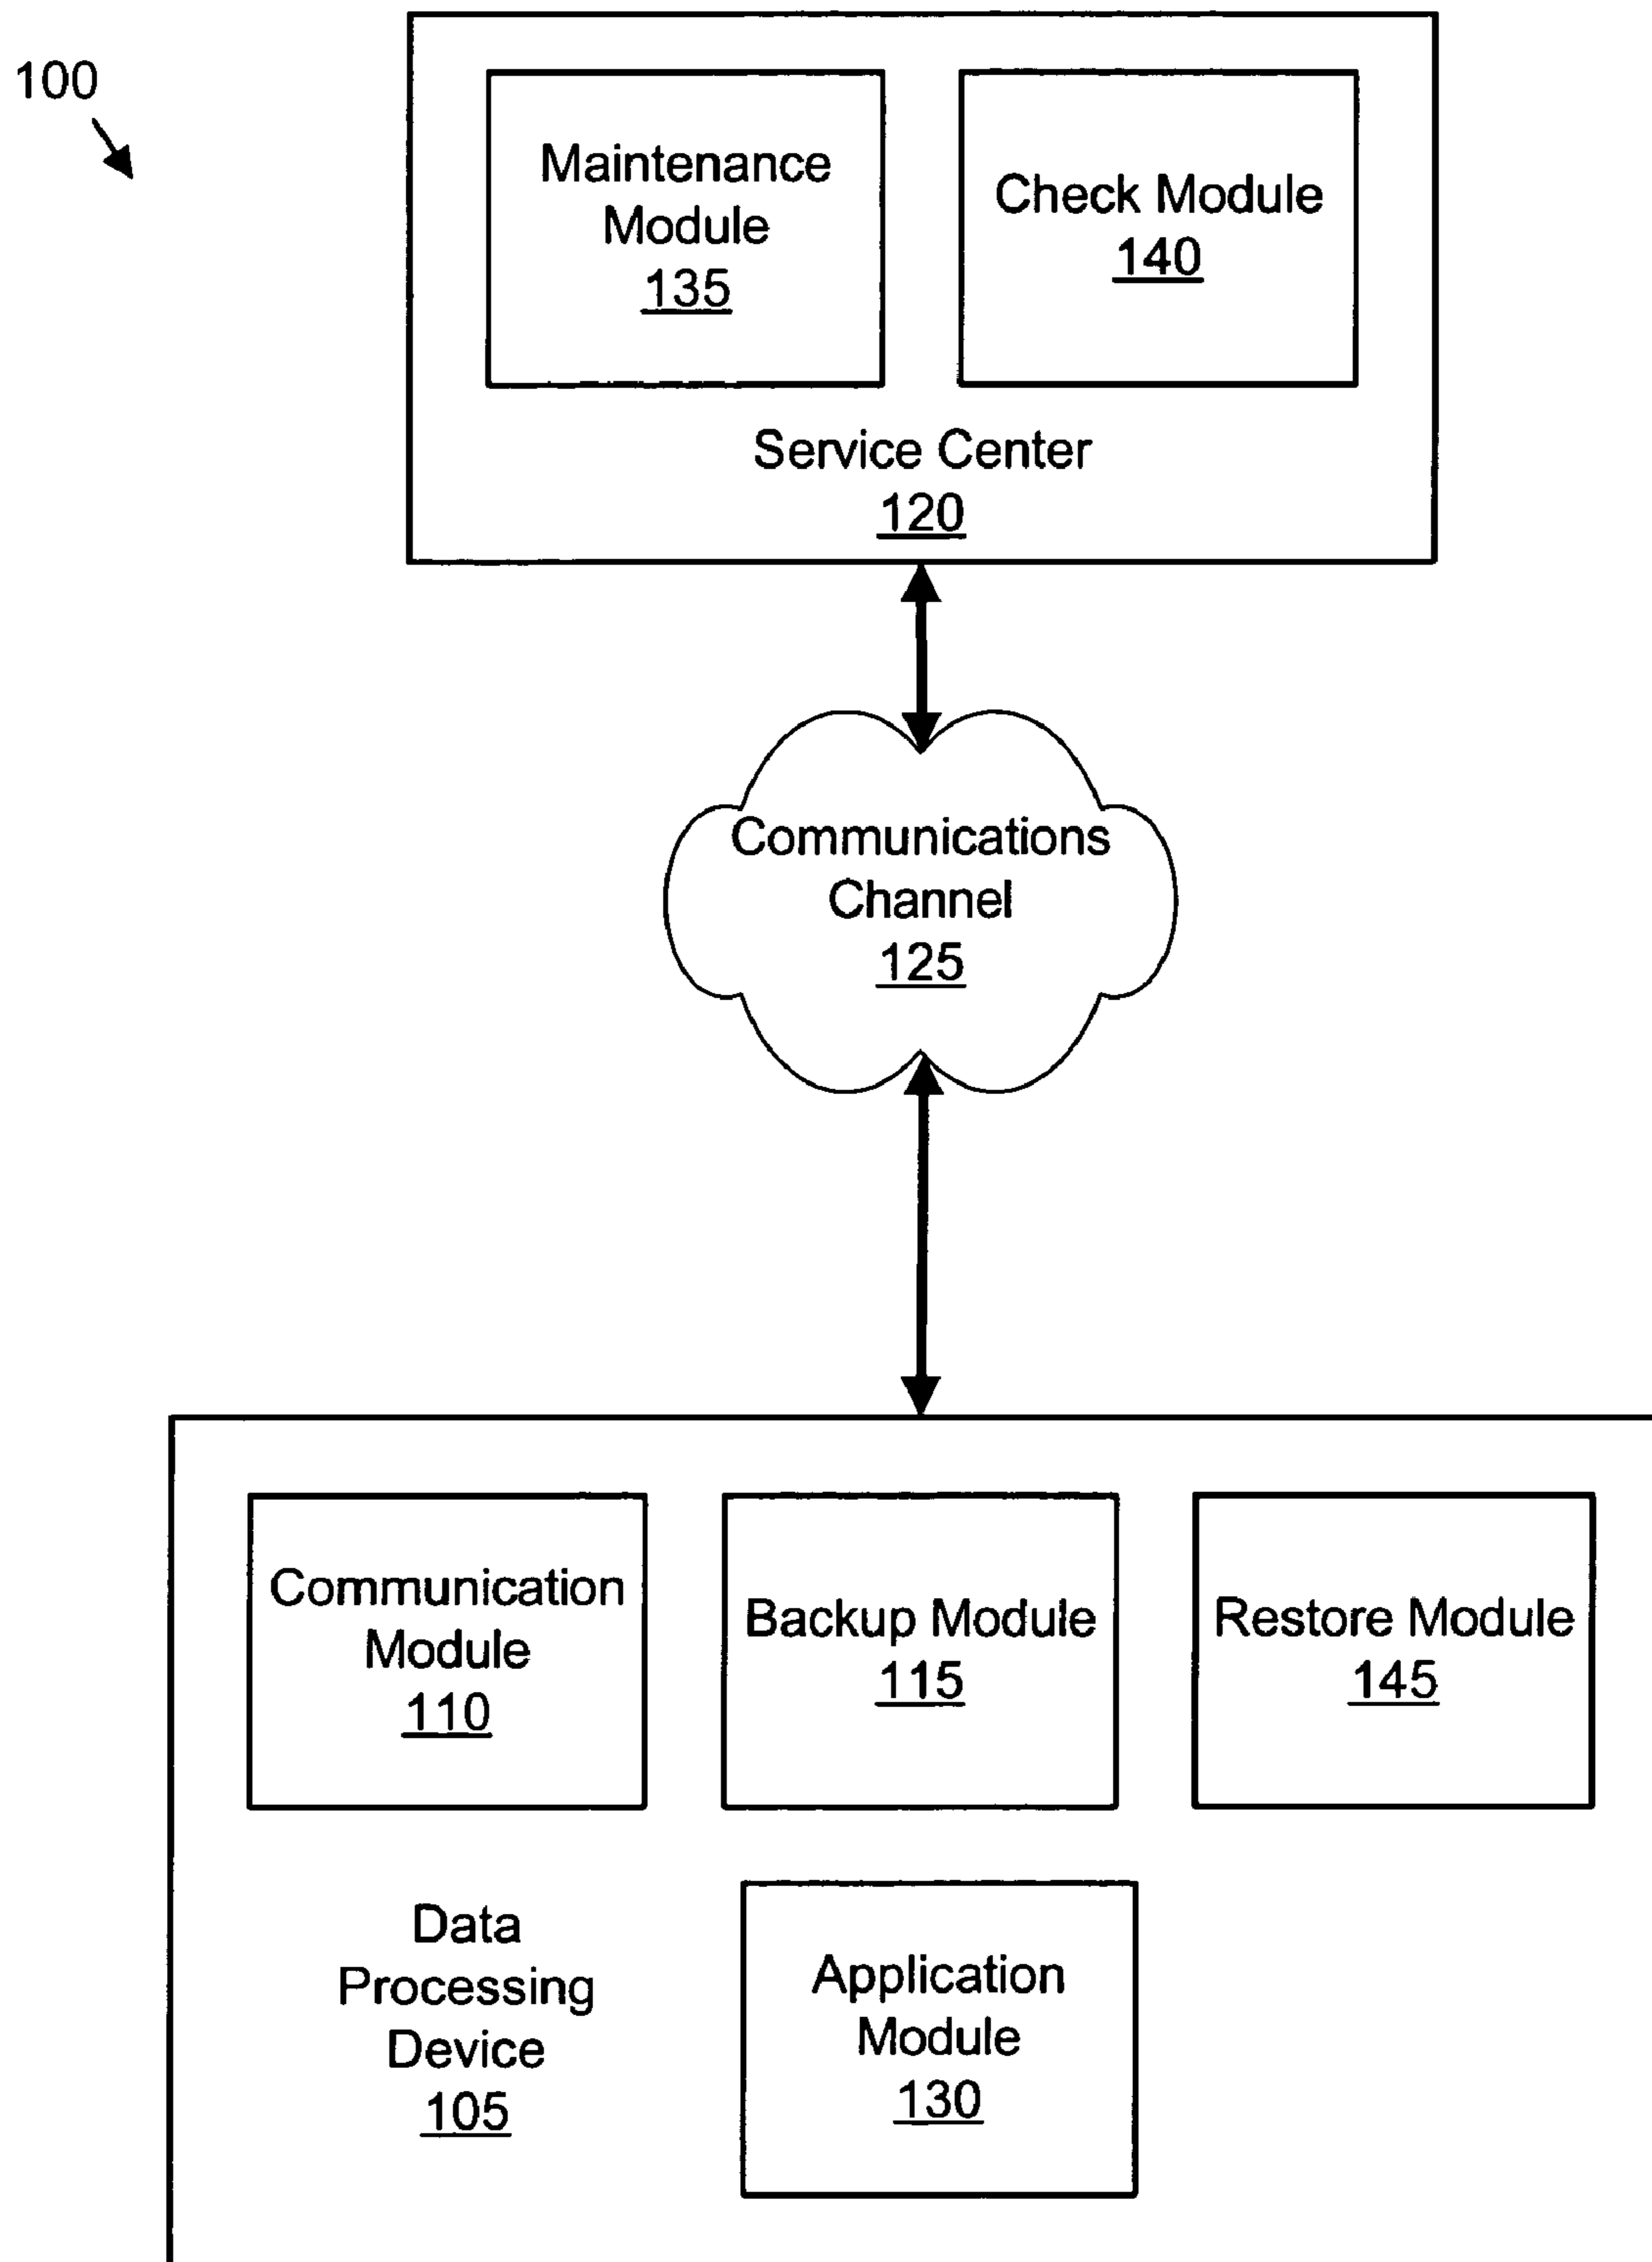 100
Maintenance
Module
135
Check Module
140
Service Center
120
Communications
Channel
125
Communication
Module
110
Backup Module
115
Restore Module
145
Data
Processing
Device
105
Application
Module
130